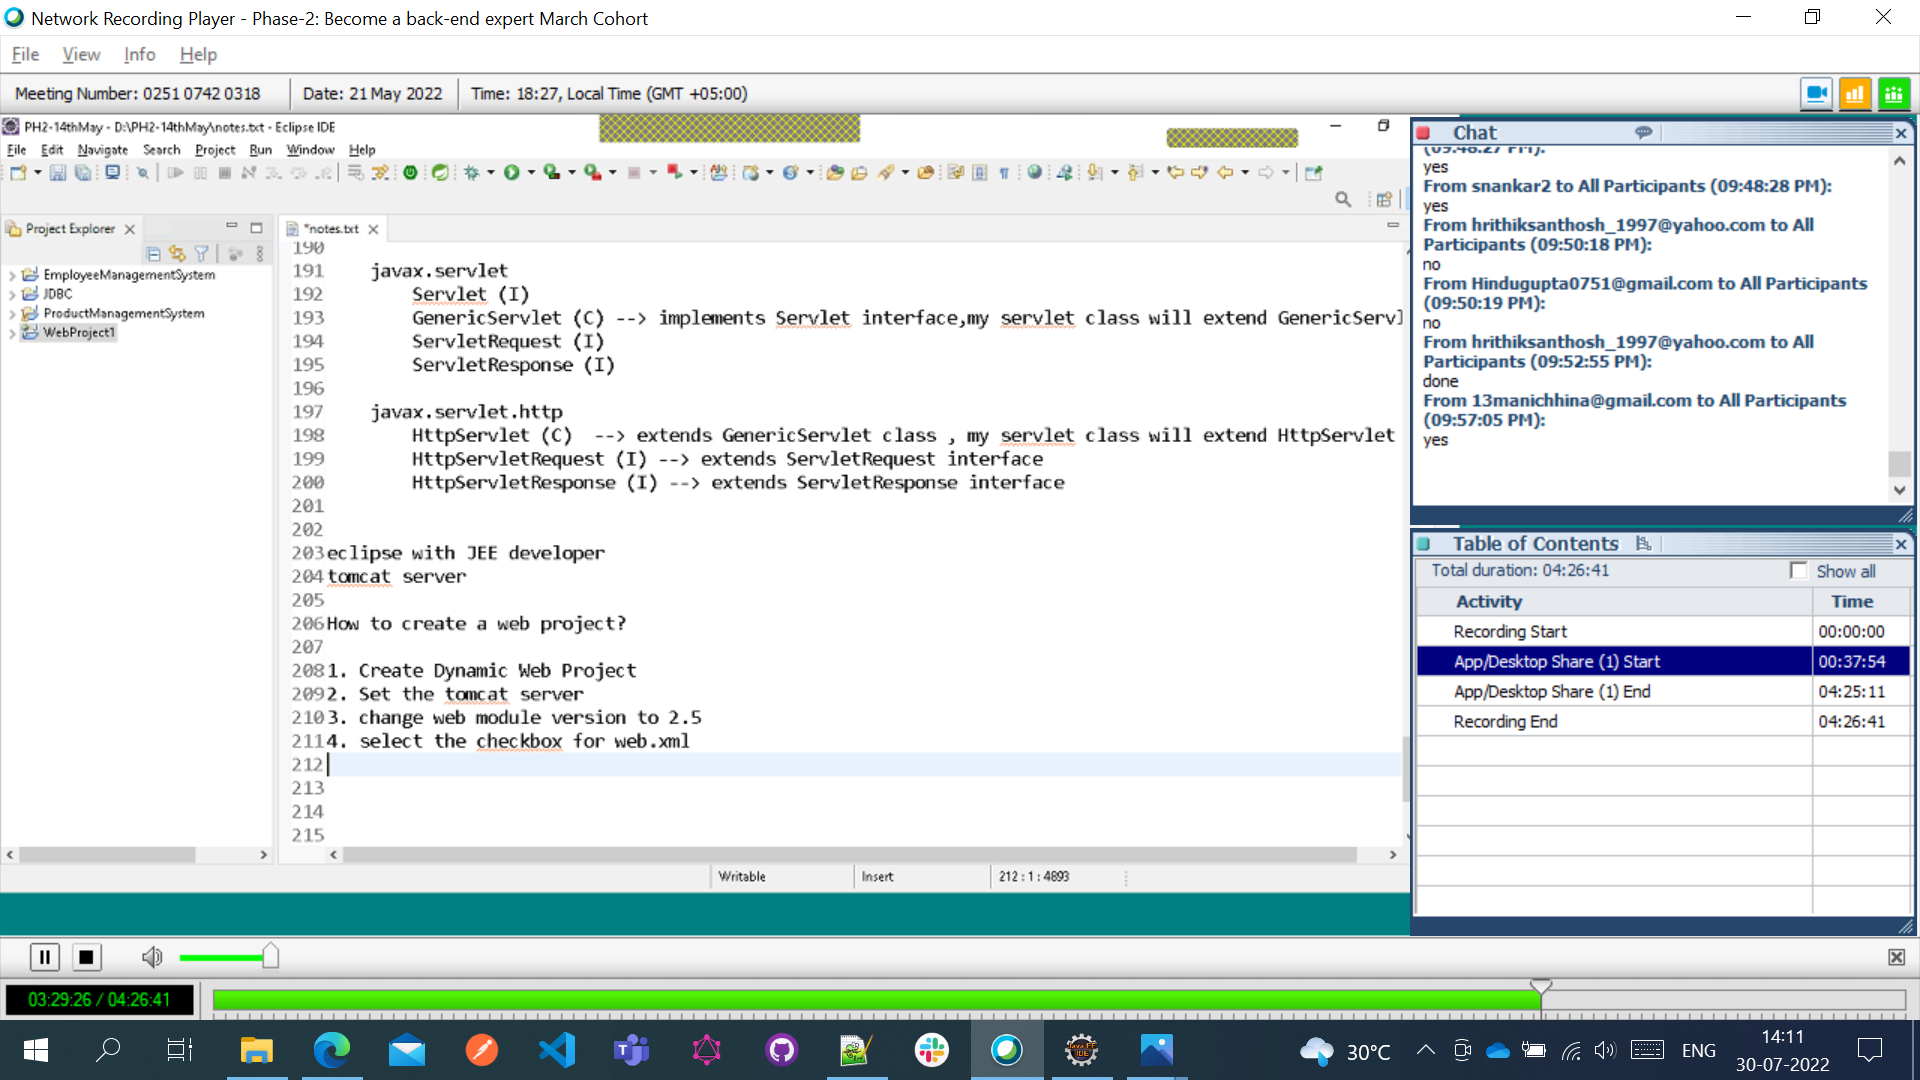 Network Recording Player - Phase-2: Become a back-end expert March Cohort
File View Info Help
Meeting Number: 0251 0742 0318 Date: 21 May 2022 Time: 18:27, Local Time (GMT +05:00)
PH2-14thMay - D:\PH2-14thMay\notes.txt - Eclipse IDE
File Edit Navigate Search Project Run Window Help
Project Explorer
*notes.txt
EmployeeManagementSystem
JDBC
ProductManagementSystem
WebProject1
190
191 javax.servlet
192 Servlet (I)
193 GenericServlet (C) --> implements Servlet interface,my servlet class will extend GenericServl
194 ServletRequest (I)
195 ServletResponse (I)
196
197 javax.servlet.http
198 HttpServlet (C) --> extends GenericServlet class , my servlet class will extend HttpServlet
199 HttpServletRequest (I) --> extends ServletRequest interface
200 HttpServletResponse (I) --> extends ServletResponse interface
201
202
203 eclipse with JEE developer
204 tomcat server
205
206 How to create a web project?
207
208 1. Create Dynamic Web Project
209 2. Set the tomcat server
210 3. change web module version to 2.5
211 4. select the checkbox for web.xml
212
213
214
215
Writable Insert 212 : 1 : 4893
Chat
(09:48:27 PM):
yes
From snankar2 to All Participants (09:48:28 PM):
yes
From hrithiksanthosh_1997@yahoo.com to All
Participants (09:50:18 PM):
no
From Hindugupta0751@gmail.com to All Participants
(09:50:19 PM):
no
From hrithiksanthosh_1997@yahoo.com to All
Participants (09:52:55 PM):
done
From 13manichhina@gmail.com to All Participants
(09:57:05 PM):
yes
Table of Contents
Total duration: 04:26:41 Show all
Activity Time
Recording Start 00:00:00
App/Desktop Share (1) Start 00:37:54
App/Desktop Share (1) End 04:25:11
Recording End 04:26:41
03:29:26 / 04:26:41
30°C ENG 14:11
30-07-2022